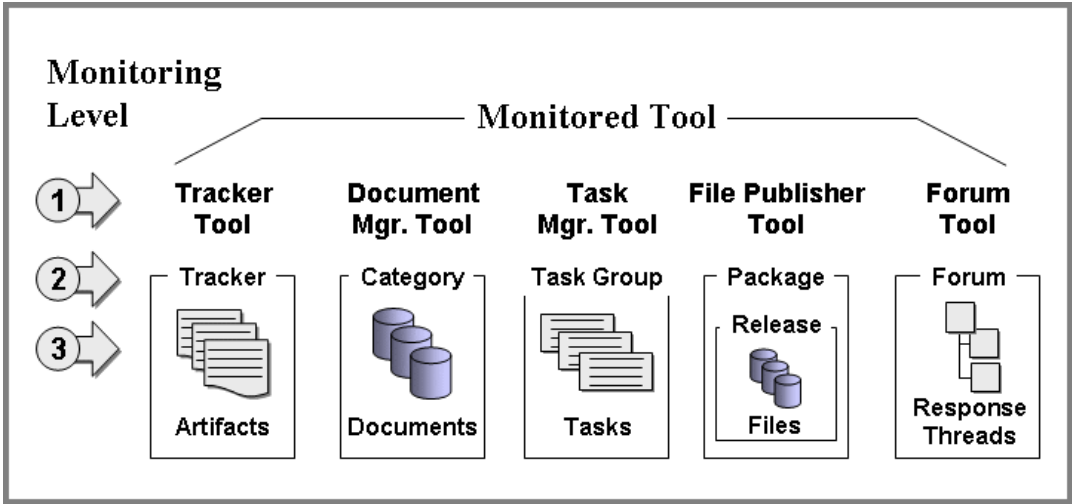 Monitoring
Level
Monitored Tool
1
Tracker
Tool
Document
Mgr. Tool
Task
Mgr. Tool
File Publisher
Tool
Forum
Tool
2
Tracker
Category
Task Group
Package
Forum
3
Release
Artifacts
Documents
Tasks
Files
Response
Threads